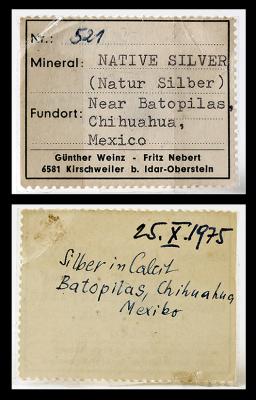 Nr.: 521
Mineral: NATIVE SILVER
(Natur Silber)
Fundort: Near Batopilas,
Chihuahua,
Mexico
Günther Weinz - Fritz Nebert
6581 Kirschweiler b. Idar-Oberstein
25.X.1975
Silber in Calcit
Batopilas, Chihuahua
Mexiko